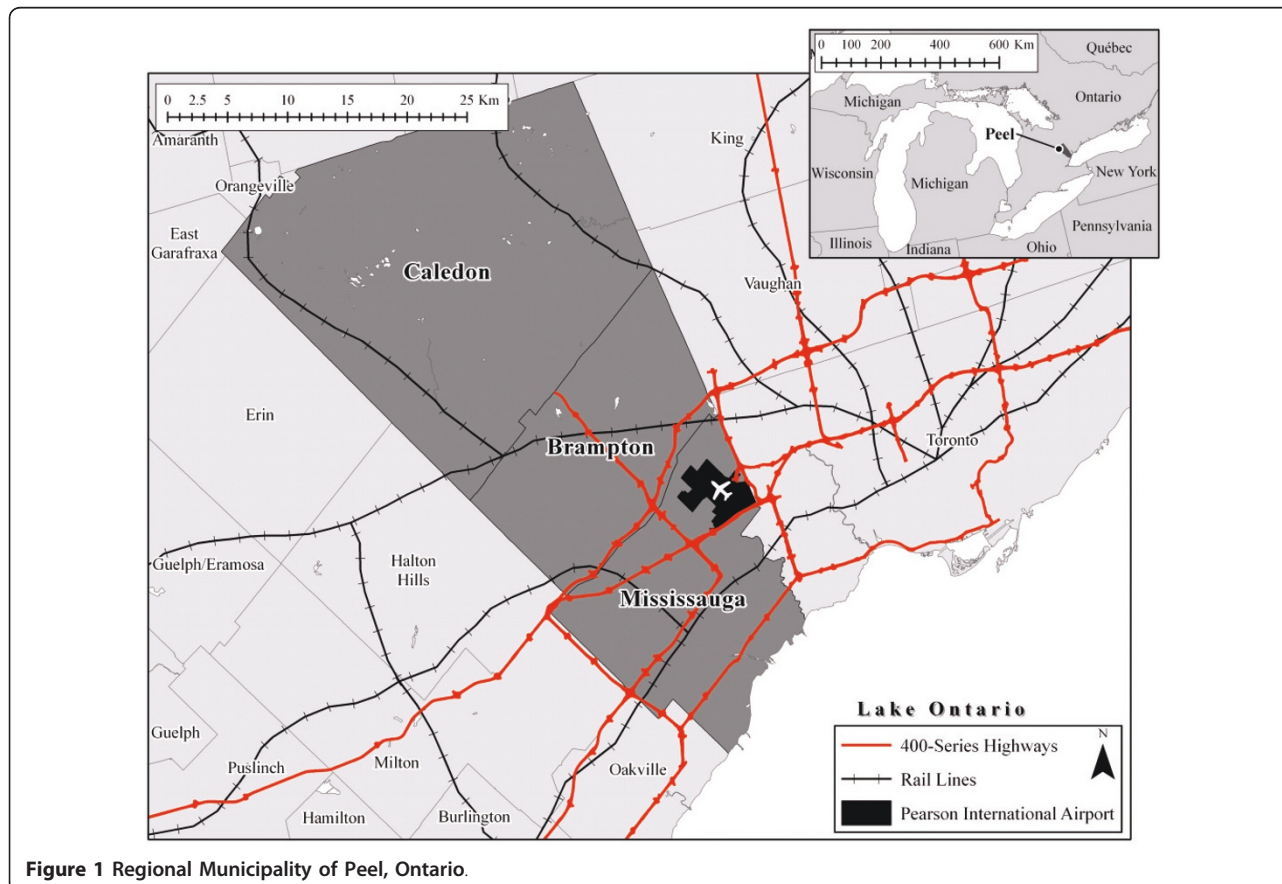 0 2.5 5 10 15 20 25 Km
0 100 200 400 600 Km
Québec
Ontario
Michigan
Peel
Wisconsin
Michigan
New York
Pennsylvania
Illinois
Indiana
Ohio
Amaranth
Orangeville
East
Garafraxa
King
Caledon
Vaughan
Erin
Brampton
Toronto
Guelph/Eramosa
Halton
Hills
Mississauga
Guelph
Puslinch
Milton
Oakville
Hamilton
Burlington
Lake Ontario
400-Series Highways
Rail Lines
Pearson International Airport
N
Figure 1 Regional Municipality of Peel, Ontario.